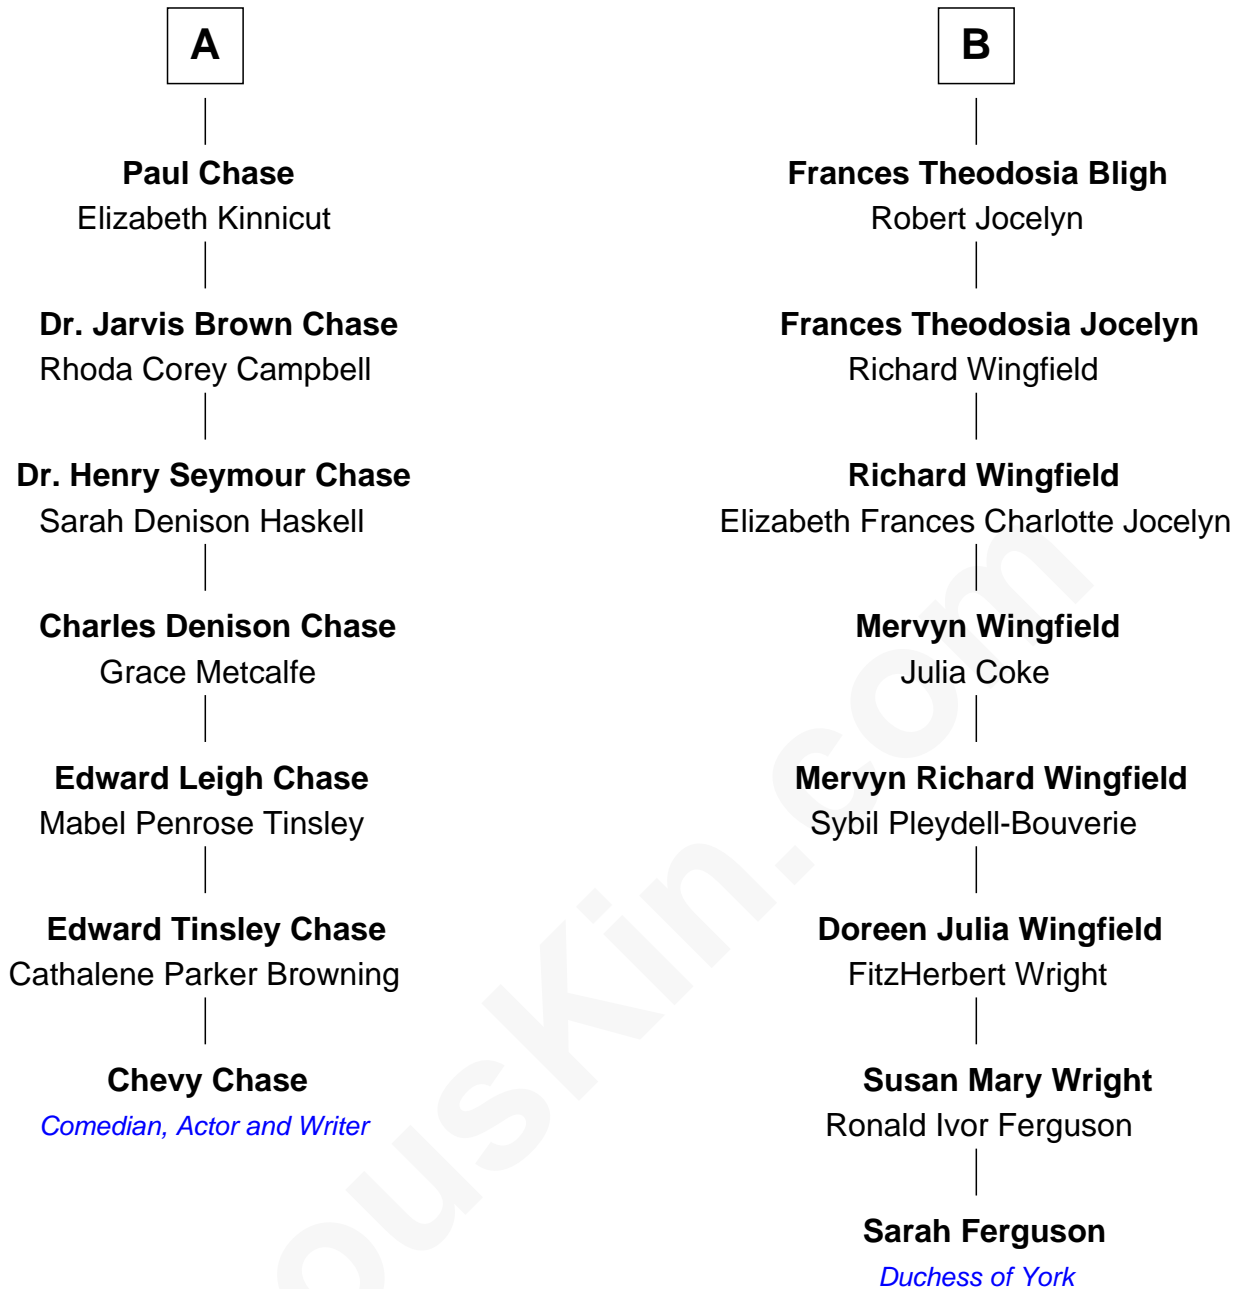 A
Paul Chase
Elizabeth Kinnicut
Dr. Jarvis Brown Chase
Rhoda Corey Campbell
Dr. Henry Seymour Chase
Sarah Denison Haskell
Charles Denison Chase
Grace Metcalfe
Edward Leigh Chase
Mabel Penrose Tinsley
Edward Tinsley Chase
Cathalene Parker Browning
Chevy Chase
Comedian, Actor and Writer
B
Frances Theodosia Bligh
Robert Jocelyn
Frances Theodosia Jocelyn
Richard Wingfield
Richard Wingfield
Elizabeth Frances Charlotte Jocelyn
Mervyn Wingfield
Julia Coke
Mervyn Richard Wingfield
Sybil Pleydell-Bouverie
Doreen Julia Wingfield
FitzHerbert Wright
Susan Mary Wright
Ronald Ivor Ferguson
Sarah Ferguson
Duchess of York
ousKin.com